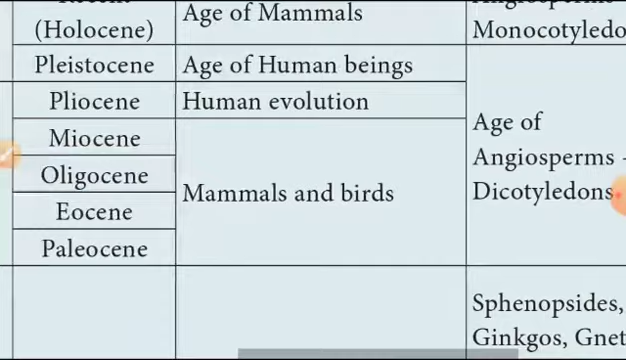 (Holocene)
Age of Mammals
Monocotyledo
Pleistocene
Age of Human beings
Pliocene
Human evolution
Miocene
Oligocene
Eocene
Paleocene
Mammals and birds
Age of
Angiosperms -
Dicotyledons
Sphenopsides,
Ginkgos, Gnet